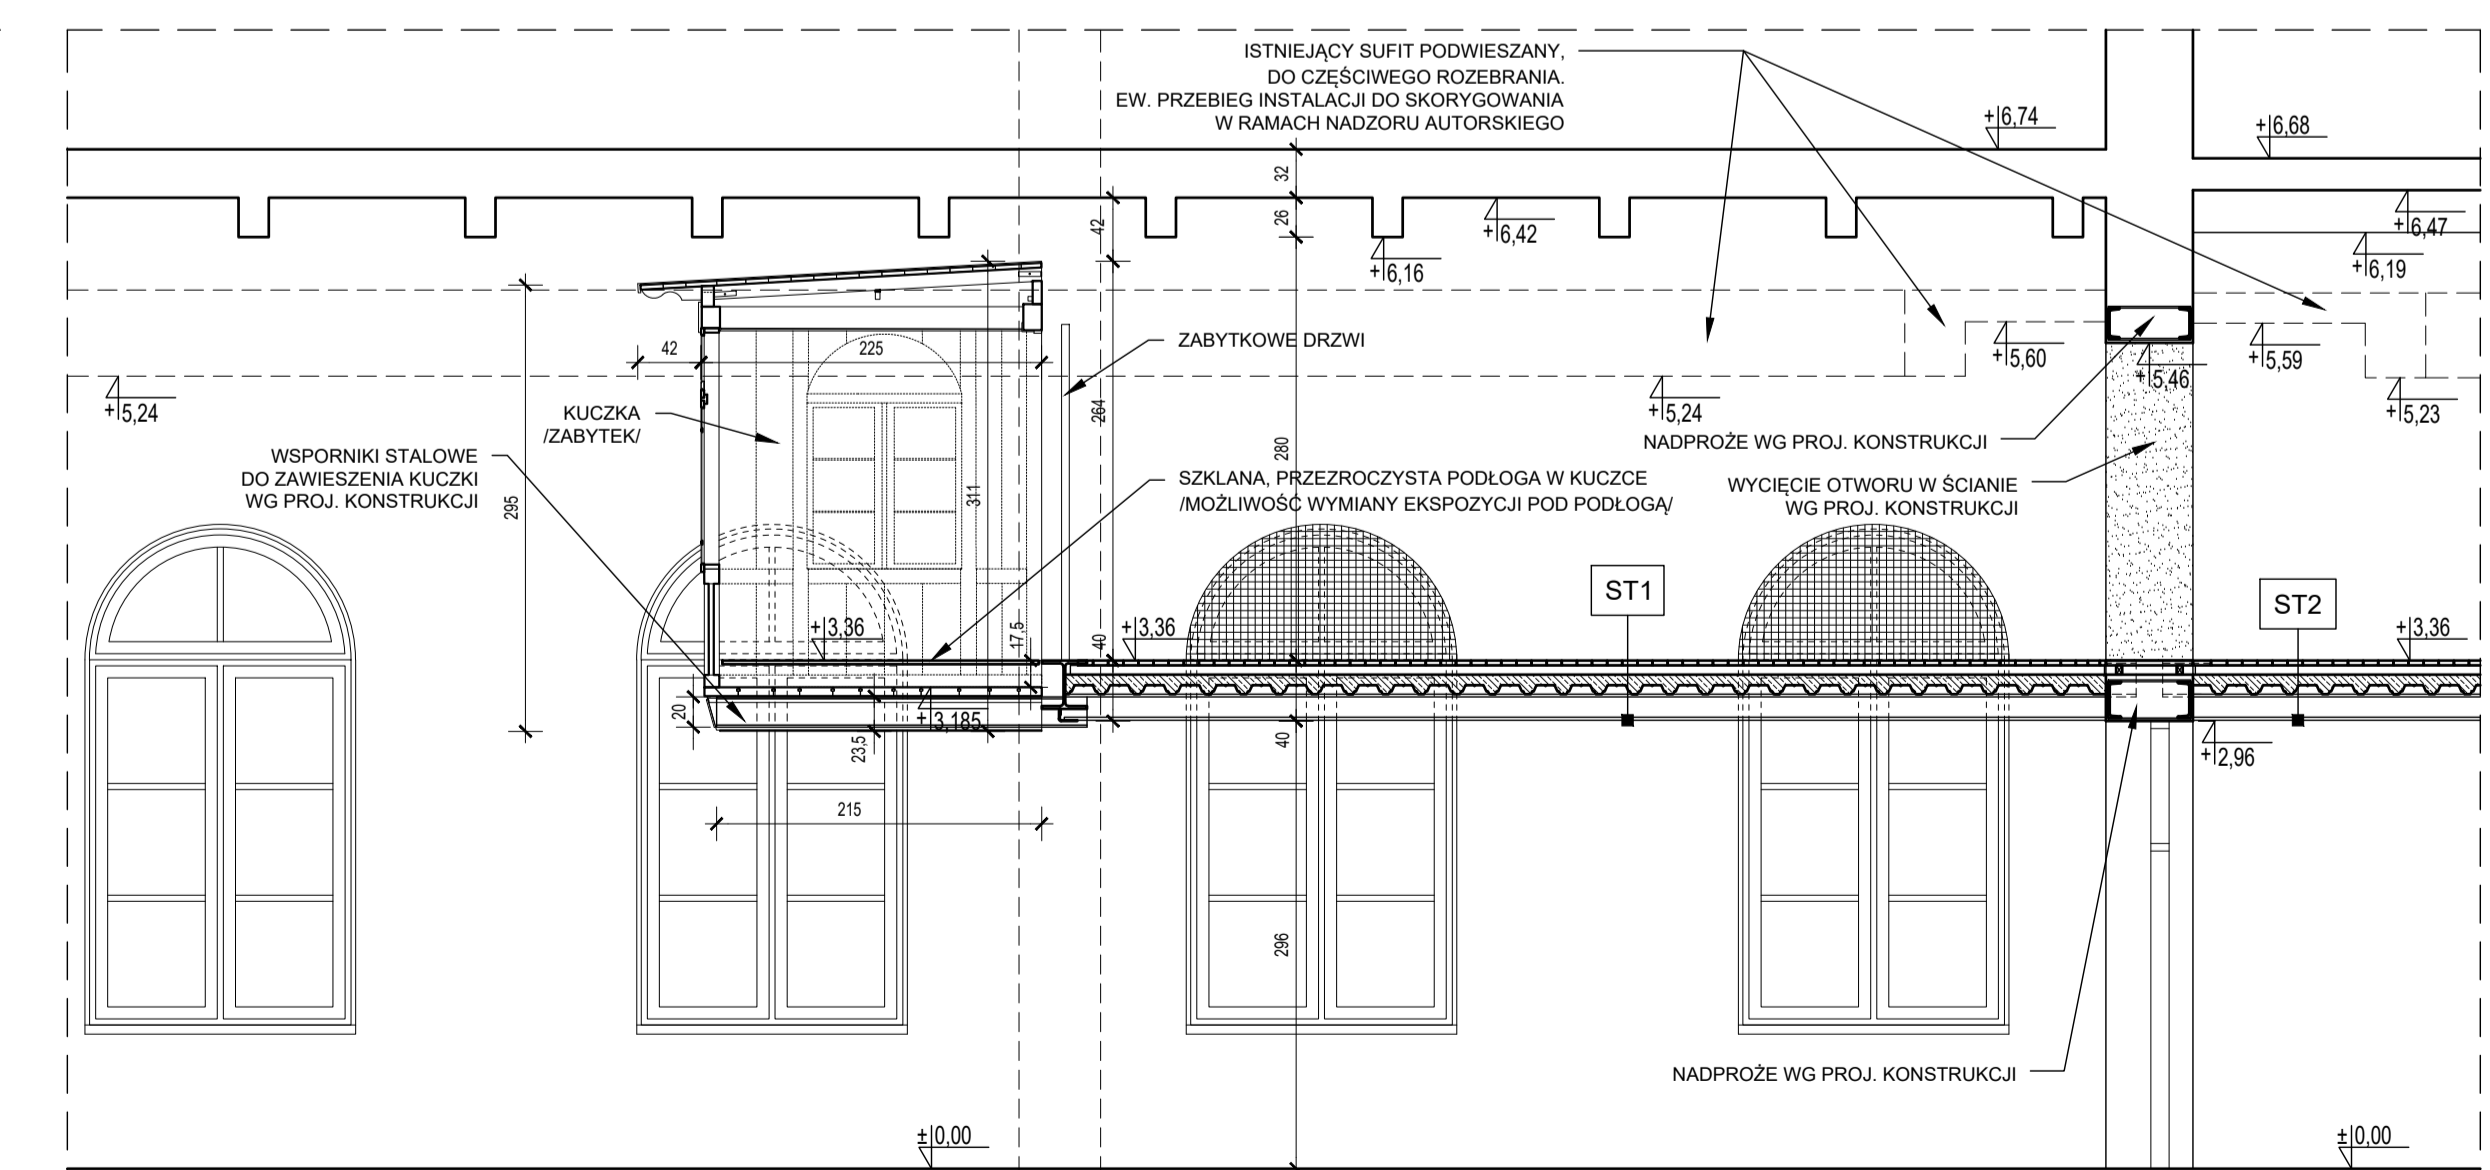 ISTNIEJĄCY SUFIT PODWIESZANY,
DO CZĘŚCIWEGO ROZEBRANIA.
EW. PRZEBIEG INSTALACJI DO SKORYGOWANIA
W RAMACH NADZORU AUTORSKIEGO
+6,74
+6,68
32
42
26
+6,42
+6,16
+6,47
+6,19
ZABYTKOWE DRZWI
42
225
+5,24
KUCZKA
/ZABYTEK/
264
+5,24
+5,60
+5,46
+5,59
+5,23
NADPROŻE WG PROJ. KONSTRUKCJI
WSPORNIKI STALOWE
DO ZAWIESZENIA KUCZKI
WG PROJ. KONSTRUKCJI
295
311
280
SZKLANA, PRZEZROCZYSTA PODŁOGA W KUCZCE
/MOŻLIWOŚĆ WYMIANY EKSPOZYCJI POD PODŁOGĄ/
WYCIĘCIE OTWORU W ŚCIANIE
WG PROJ. KONSTRUKCJI
ST1
ST2
+3,36
17,5
40
+3,36
+3,36
20
+3,185
23,5
40
+2,96
215
296
NADPROŻE WG PROJ. KONSTRUKCJI
±0,00
±0,00